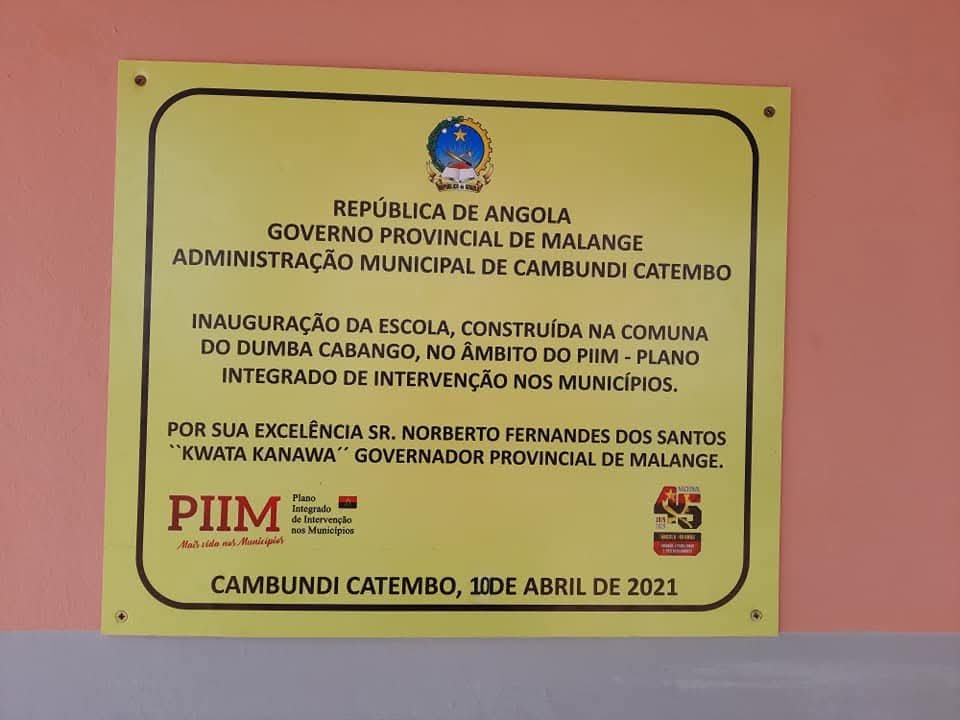 REPÚBLICA DE ANGOLA
GOVERNO PROVINCIAL DE MALANGE
ADMINISTRAÇÃO MUNICIPAL DE CAMBUNDI CATEMBO
INAUGURAÇÃO DA ESCOLA, CONSTRUÍDA NA COMUNA
DO DUMBA CABANGO, NO ÂMBITO DO PIIM - PLANO
INTEGRADO DE INTERVENÇÃO NOS MUNICÍPIOS.
POR SUA EXCELÊNCIA SR. NORBERTO FERNANDES DOS SANTOS
``KWATA KANAWA´´ GOVERNADOR PROVINCIAL DE MALANGE.
PIIM
Mais vida nos Municípios
Plano
Integrado
de Intervenção
nos Municípios
45
CAMBUNDI CATEMBO, 10DE ABRIL DE 2021